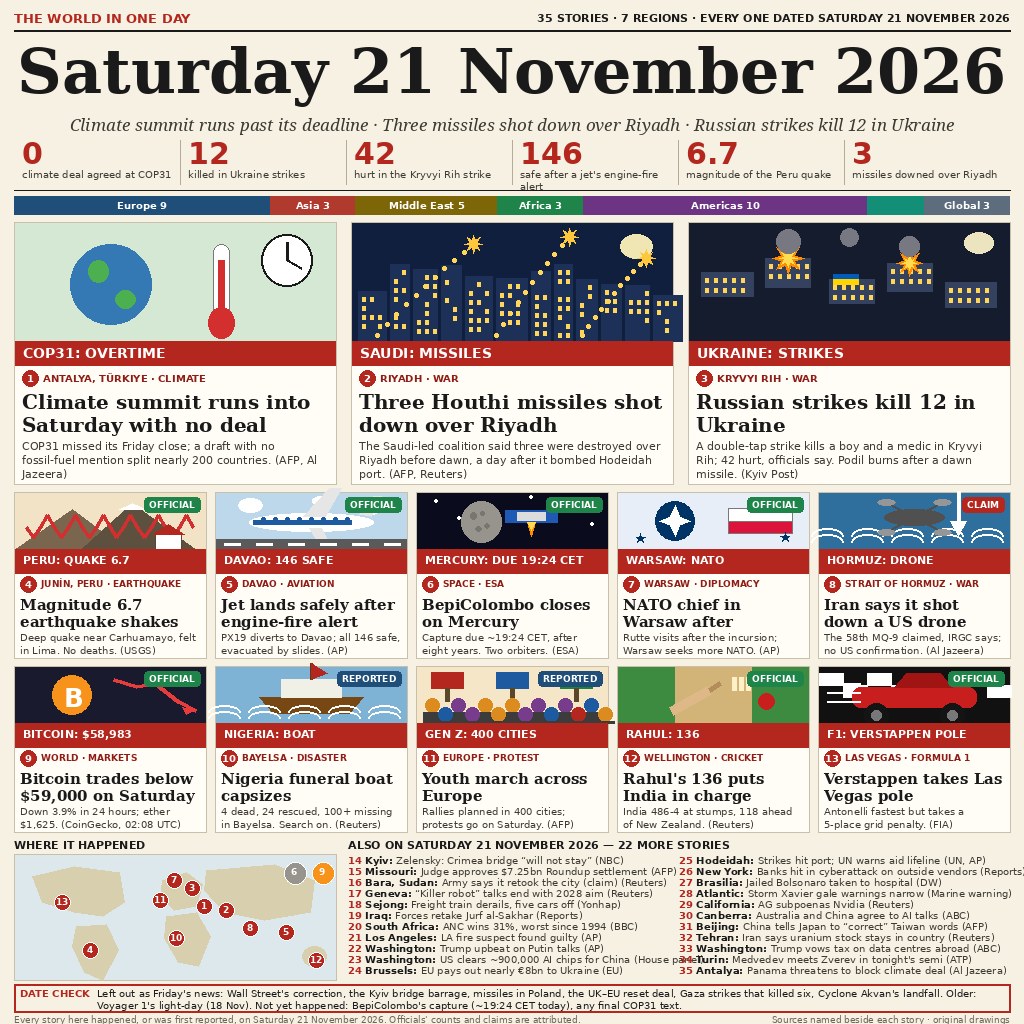 THE WORLD IN ONE DAY
35 STORIES · 7 REGIONS · EVERY ONE DATED SATURDAY 21 NOVEMBER 2026
Saturday 21 November 2026
Climate summit runs past its deadline · Three missiles shot down over Riyadh · Russian strikes kill 12 in Ukraine
0
climate deal agreed at COP31
12
killed in Ukraine strikes
42
hurt in the Kryvyi Rih strike
146
safe after a jet's engine-fire
alert
6.7
magnitude of the Peru quake
3
missiles downed over Riyadh
Europe 9
Asia 3
Middle East 5
Africa 3
Americas 10
Global 3
COP31: OVERTIME
1 ANTALYA, TÜRKIYE · CLIMATE
Climate summit runs into
Saturday with no deal
COP31 missed its Friday close; a draft with no
fossil-fuel mention split nearly 200 countries. (AFP, Al
Jazeera)
SAUDI: MISSILES
2 RIYADH · WAR
Three Houthi missiles shot
down over Riyadh
The Saudi-led coalition said three were destroyed over
Riyadh before dawn, a day after it bombed Hodeidah
port. (AFP, Reuters)
UKRAINE: STRIKES
3 KRYVYI RIH · WAR
Russian strikes kill 12 in
Ukraine
A double-tap strike kills a boy and a medic in Kryvyi
Rih; 42 hurt, officials say. Podil burns after a dawn
missile. (Kyiv Post)
OFFICIAL
PERU: QUAKE 6.7
4 JUNÍN, PERU · EARTHQUAKE
Magnitude 6.7
earthquake shakes
Deep quake near Carhuamayo, felt
in Lima. No deaths. (USGS)
OFFICIAL
DAVAO: 146 SAFE
5 DAVAO · AVIATION
Jet lands safely after
engine-fire alert
PX19 diverts to Davao; all 146 safe,
evacuated by slides. (AP)
OFFICIAL
MERCURY: DUE 19:24 CET
6 SPACE · ESA
BepiColombo closes
on Mercury
Capture due ~19:24 CET, after
eight years. Two orbiters. (ESA)
OFFICIAL
WARSAW: NATO
7 WARSAW · DIPLOMACY
NATO chief in
Warsaw after
Rutte visits after the incursion;
Warsaw seeks more NATO. (AP)
CLAIM
HORMUZ: DRONE
8 STRAIT OF HORMUZ · WAR
Iran says it shot
down a US drone
The 58th MQ-9 claimed, IRGC says;
no US confirmation. (Al Jazeera)
OFFICIAL
B
BITCOIN: $58,983
9 WORLD · MARKETS
Bitcoin trades below
$59,000 on Saturday
Down 3.9% in 24 hours; ether
$1,625. (CoinGecko, 02:08 UTC)
REPORTED
NIGERIA: BOAT
10 BAYELSA · DISASTER
Nigeria funeral boat
capsizes
4 dead, 24 rescued, 100+ missing
in Bayelsa. Search on. (Reuters)
REPORTED
GEN Z: 400 CITIES
11 EUROPE · PROTEST
Youth march across
Europe
Rallies planned in 400 cities;
protests go on Saturday. (AFP)
OFFICIAL
RAHUL: 136
12 WELLINGTON · CRICKET
Rahul's 136 puts
India in charge
India 486-4 at stumps, 118 ahead
of New Zealand. (Reuters)
OFFICIAL
F1: VERSTAPPEN POLE
13 LAS VEGAS · FORMULA 1
Verstappen takes Las
Vegas pole
Antonelli fastest but takes a
5-place grid penalty. (FIA)
WHERE IT HAPPENED
6
9
7
3
13
11
1
2
8
5
10
4
12
ALSO ON SATURDAY 21 NOVEMBER 2026 — 22 MORE STORIES
14 Kyiv: Zelensky: Crimea bridge “will not stay” (NBC)
15 Missouri: Judge approves $7.25bn Roundup settlement (AFP)
16 Bara, Sudan: Army says it retook the city (claim) (Reuters)
17 Geneva: “Killer robot” talks end with 2028 aim (Reuters)
18 Sejong: Freight train derails, five cars off (Yonhap)
19 Iraq: Forces retake Jurf al-Sakhar (Reports)
20 South Africa: ANC wins 31%, worst since 1994 (BBC)
21 Los Angeles: LA fire suspect found guilty (AP)
22 Washington: Trump upbeat on Putin talks (AP)
23 Washington: US clears ~900,000 AI chips for China (House panel)
24 Brussels: EU pays out nearly €8bn to Ukraine (EU)
25 Hodeidah: Strikes hit port; UN warns aid lifeline (UN, AP)
26 New York: Banks hit in cyberattack on outside vendors (Reports)
27 Brasilia: Jailed Bolsonaro taken to hospital (DW)
28 Atlantic: Storm Xavier gale warnings narrow (Marine warning)
29 California: AG subpoenas Nvidia (Reuters)
30 Canberra: Australia and China agree to AI talks (ABC)
31 Beijing: China tells Japan to “correct” Taiwan words (AFP)
32 Tehran: Iran says uranium stock stays in country (Reuters)
33 Washington: Trump vows tax on data centres abroad (ABC)
34 Turin: Medvedev meets Zverev in tonight's semi (ATP)
35 Antalya: Panama threatens to block climate deal (Al Jazeera)
DATE CHECK Left out as Friday's news: Wall Street's correction, the Kyiv bridge barrage, missiles in Poland, the UK–EU reset deal, Gaza strikes that killed six, Cyclone Akvan's landfall. Older:
Voyager 1's light-day (18 Nov). Not yet happened: BepiColombo's capture (~19:24 CET today), any final COP31 text.
Every story here happened, or was first reported, on Saturday 21 November 2026. Officials' counts and claims are attributed.
Sources named beside each story · original drawings